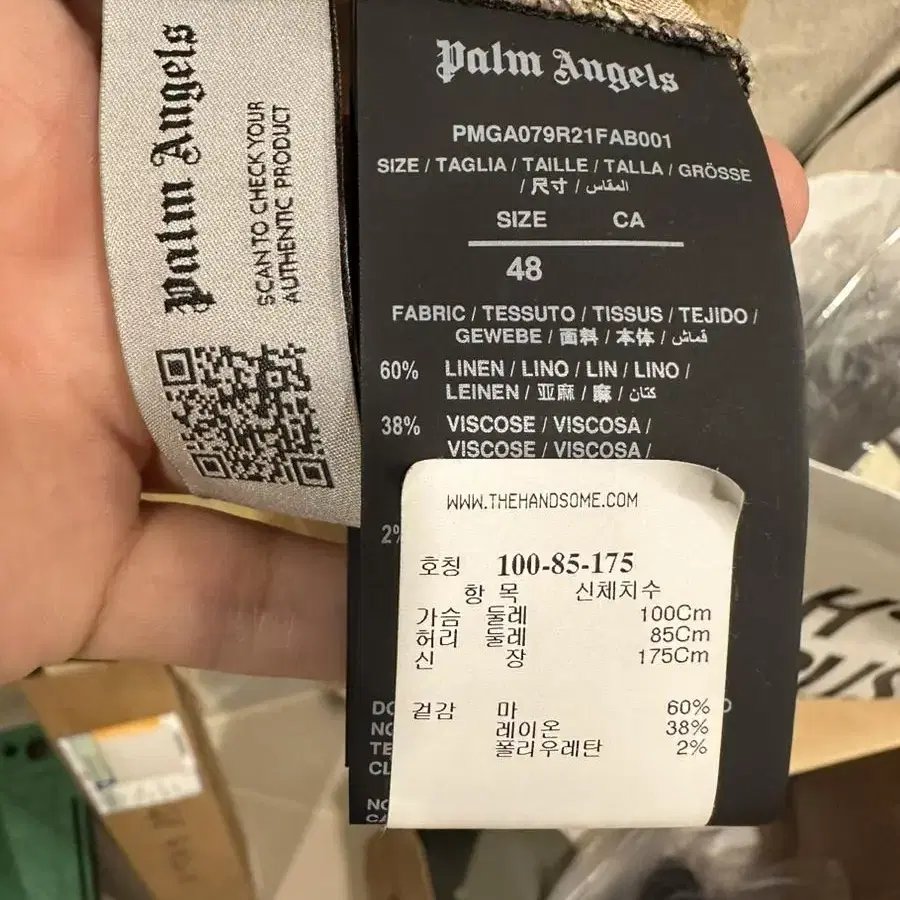 Palm Angels
SCAN TO CHECK YOUR
AUTHENTIC PRODUCT
Palm Angels
PMGA079R21FAB001
SIZE / TAGLIA / TAILLE / TALLA / GRÖSSE
/ 尺寸 / المقاس
SIZE CA
48
FABRIC / TESSUTO / TISSUS / TEJIDO /
GEWEBE / 面料 / 本体 / قماش
60% LINEN / LINO / LIN / LINO /
LEINEN / 亚麻 / 麻 / كتان
38% VISCOSE / VISCOSA /
VISCOSE / VISCOSA /
2%
WWW.THEHANDSOME.COM
호칭 100-85-175
항 목 신체치수
가슴 둘레 100Cm
허리 둘레 85Cm
신 장 175Cm
겉감 마 60%
레이온 38%
폴리우레탄 2%